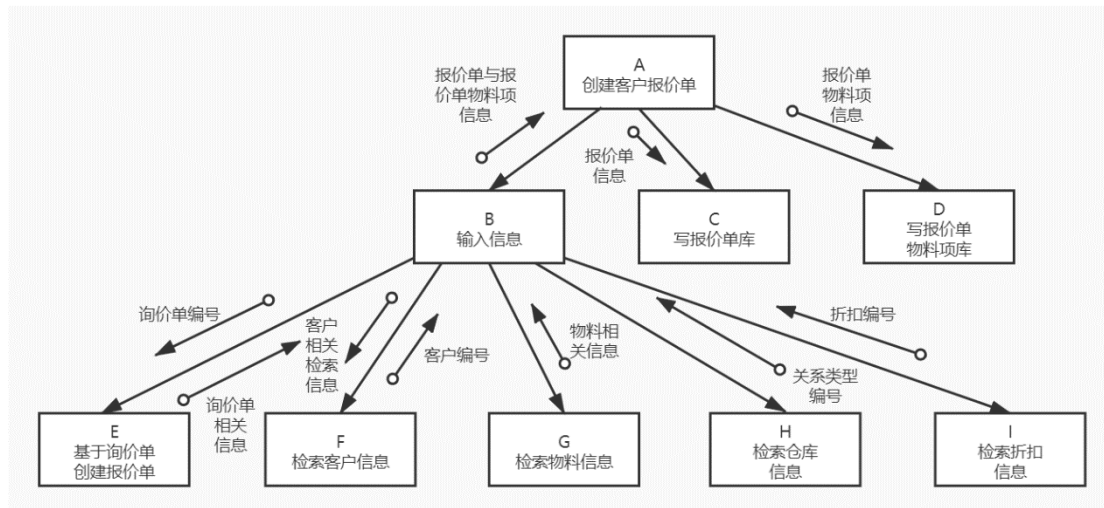 A
创建客户报价单
报价单与报
价单物料项
信息
报价单
信息
报价单
物料项
信息
B
输入信息
C
写报价单库
D
写报价单
物料项库
询价单编号
客户
相关
检索
信息
询价单
相关
信息
客户编号
物料相
关信息
关系类型
编号
折扣编号
E
基于询价单
创建报价单
F
检索客户信息
G
检索物料信息
H
检索仓库
信息
I
检索折扣
信息